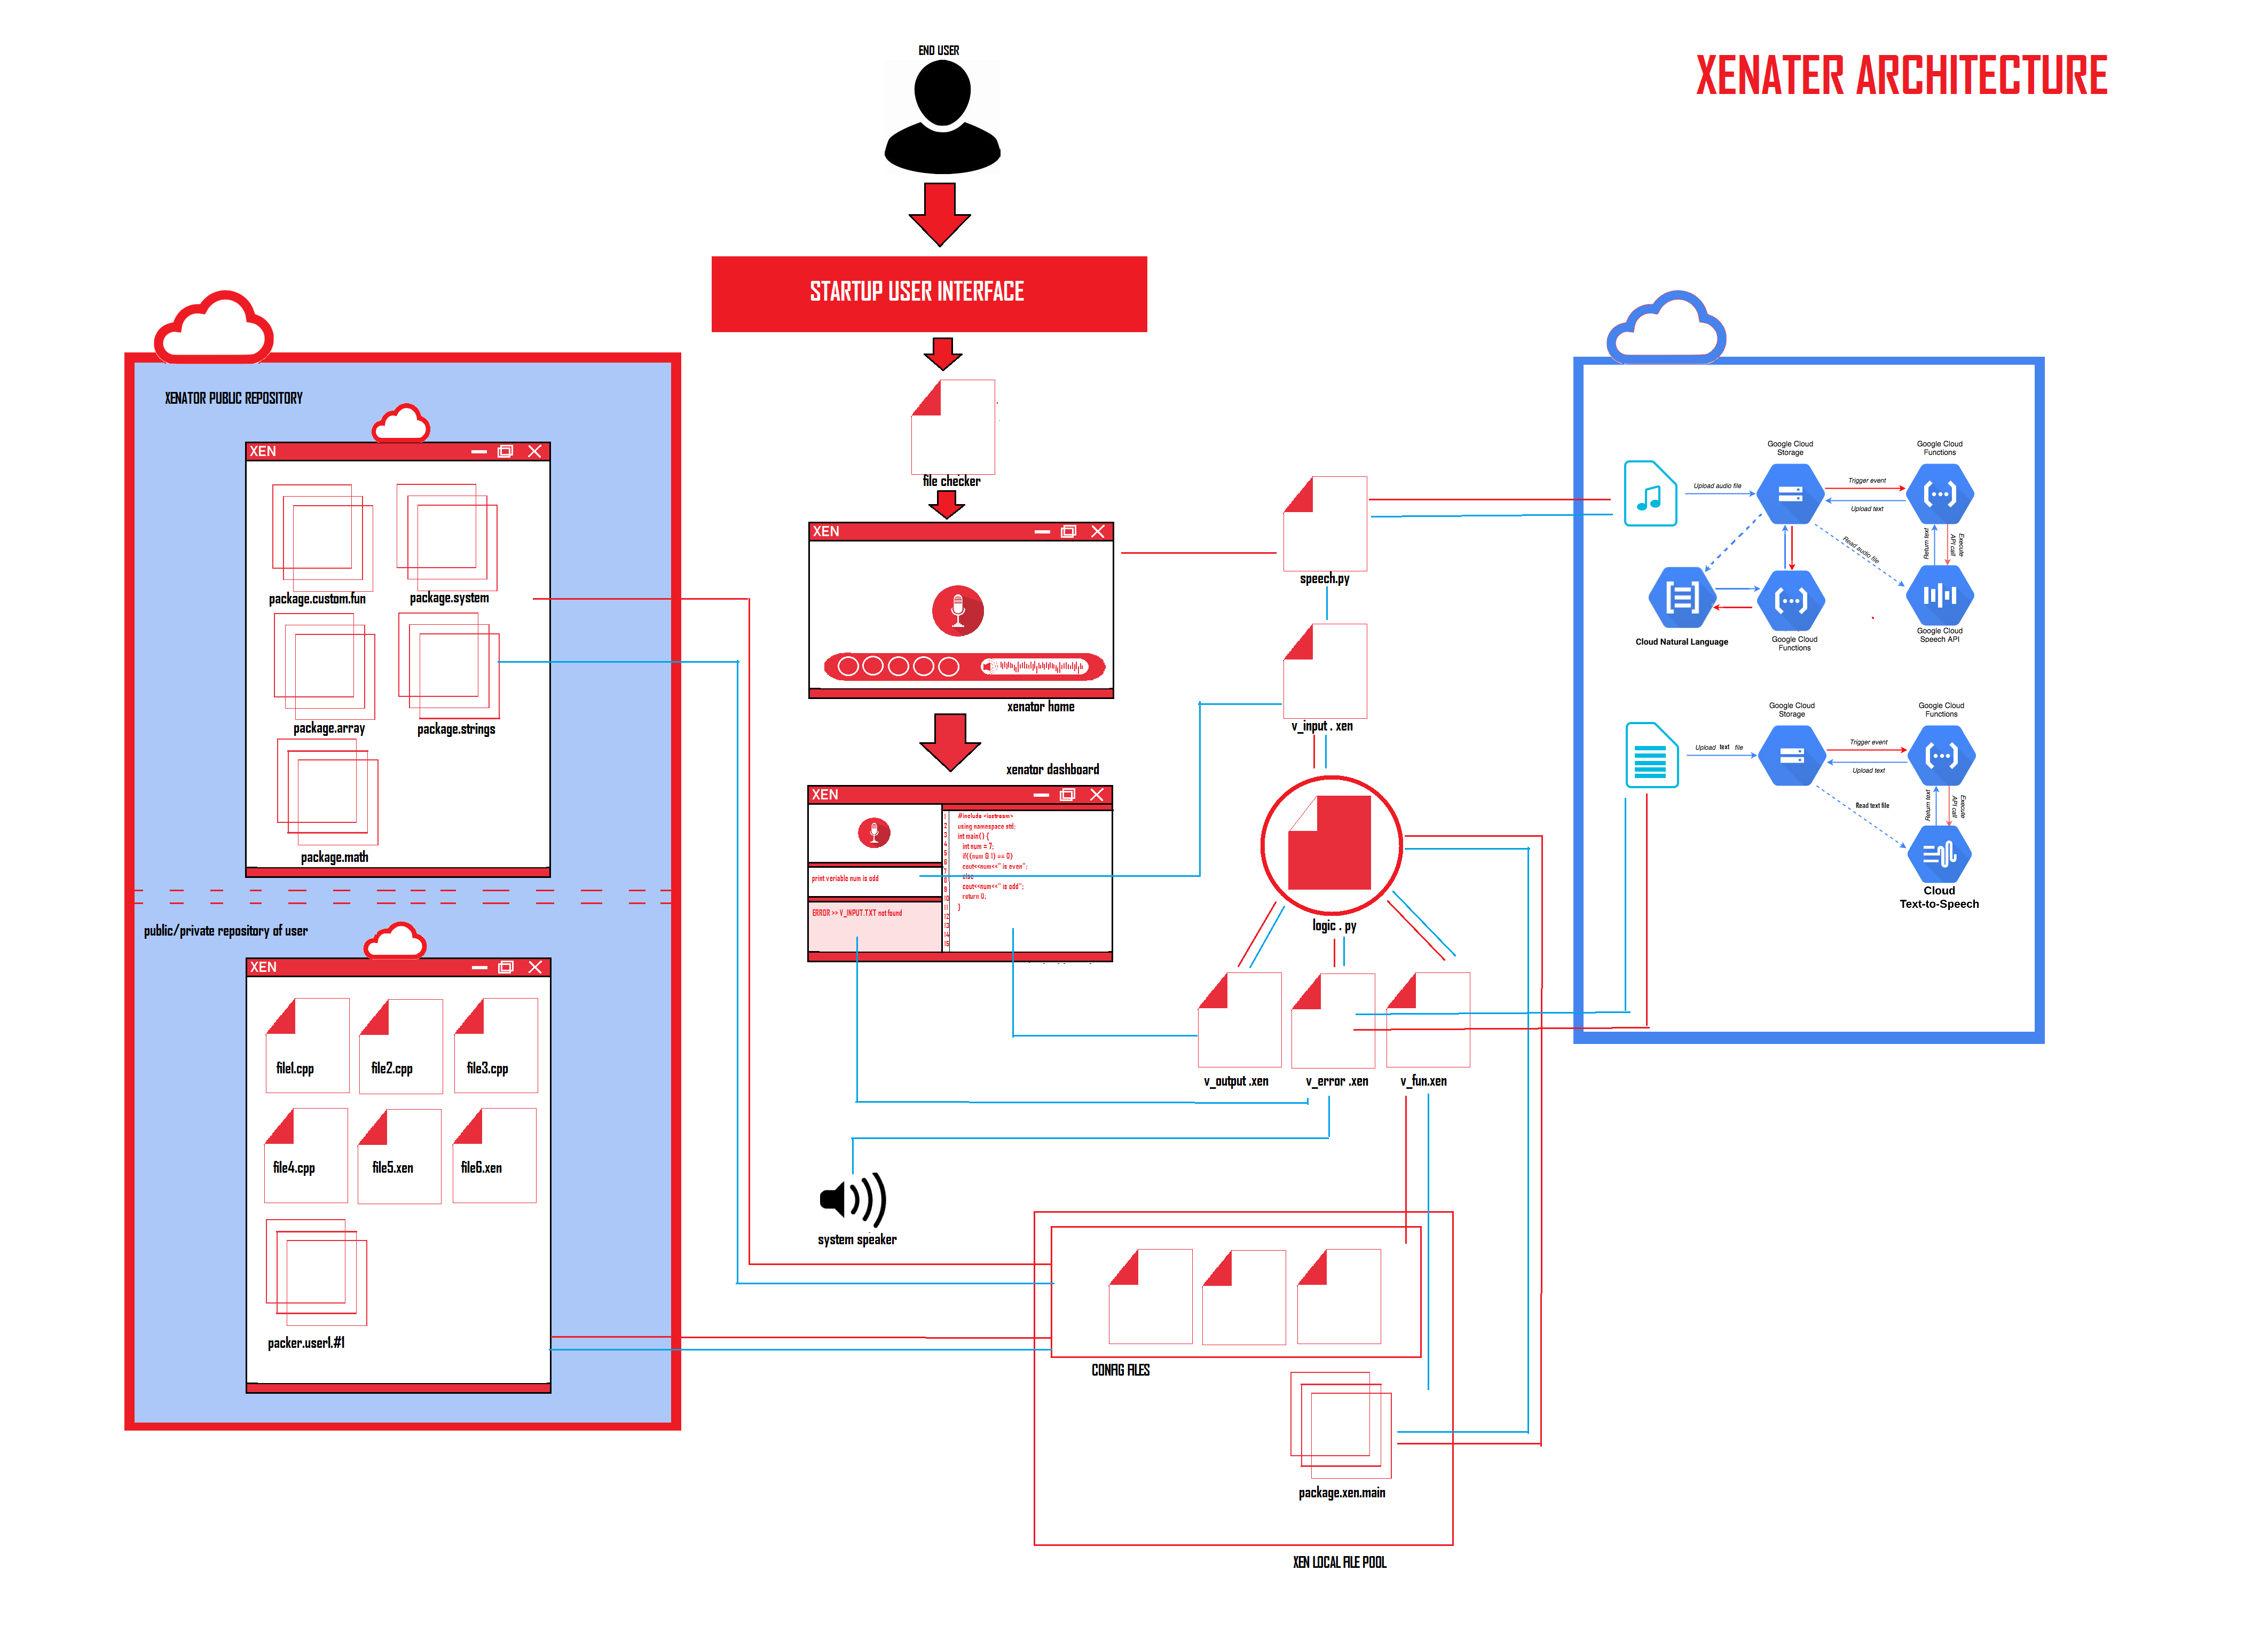 END USER
XENATER ARCHITECTURE
STARTUP USER INTERFACE
file checker
XENATOR PUBLIC REPOSITORY
XEN
package.custom.fun
package.system
package.array
package.strings
package.math
public/private repository of user
XEN
file1.cpp
file2.cpp
file3.cpp
file4.cpp
file5.xen
file6.xen
packer.user1.#1
XEN
xenator home
xenator dashboard
XEN
print variable num is odd
ERROR >> V_INPUT.TXT not found
1
2
3
4
5
6
7
8
9
10
11
12
13
14
15
#include <iostream>
using namespace std;
int main() {
int num = 7;
if((num & 1) == 0)
cout<<num<<" is even";
else
cout<<num<<" is odd";
return 0;
}
system speaker
speech.py
v_input . xen
logic . py
v_output .xen
v_error .xen
v_fun.xen
CONFIG FILES
package.xen.main
XEN LOCAL FILE POOL
Google Cloud
Storage
Google Cloud
Functions
Upload audio file
Trigger event
Upload text
Read audio file
Return text
Execute
API call
Cloud Natural Language
Google Cloud
Functions
Google Cloud
Speech API
Google Cloud
Storage
Google Cloud
Functions
Upload text file
Trigger event
Upload text
Read text file
Return text
Execute
API call
Cloud
Text-to-Speech